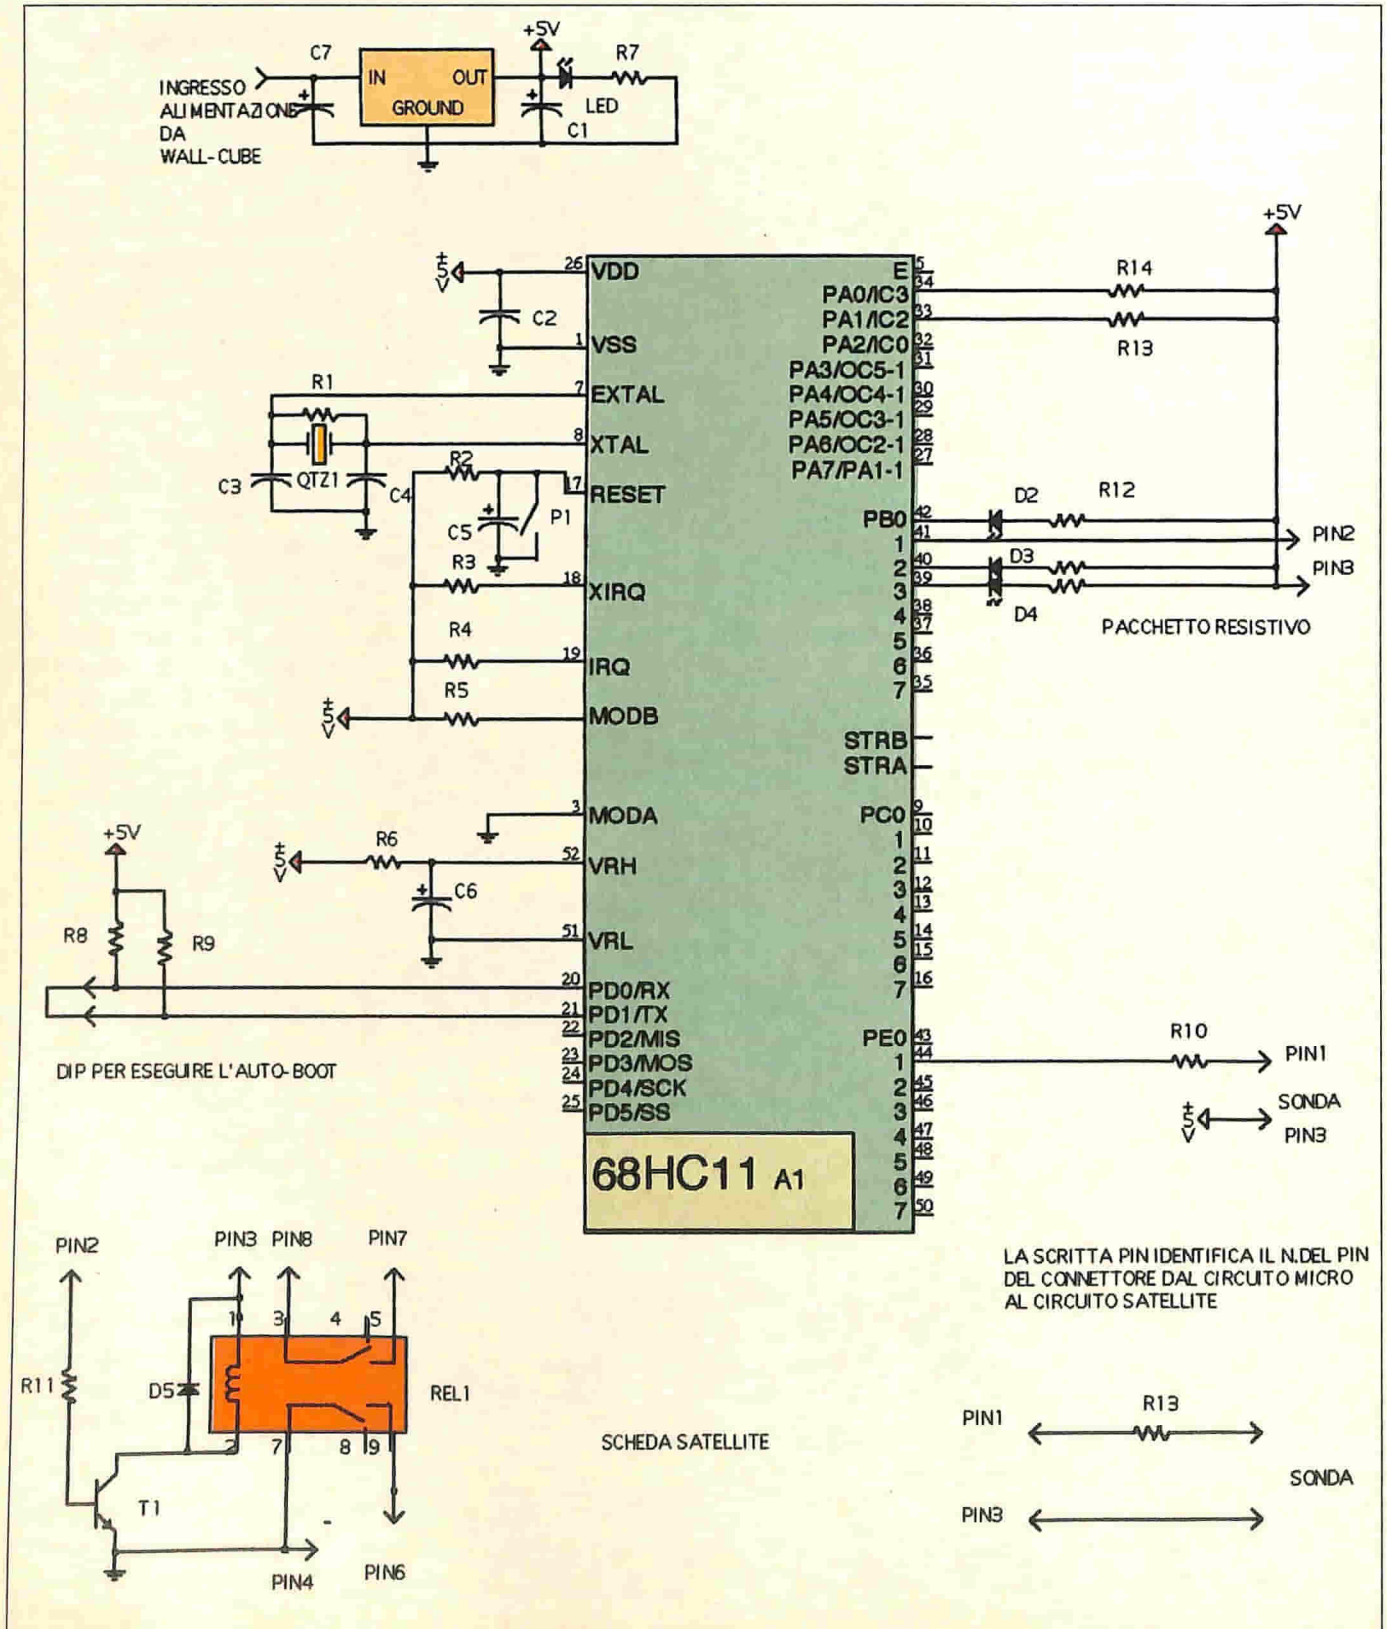 C7
IN
OUT
GROUND
+5V
LED
R7
C1
INGRESSO
ALIMENTAZIONE
DA
WALL-CUBE
+5V
±5V
26
VDD
C2
1
VSS
R1
7
EXTAL
8
XTAL
C3
QTZ1
C4
R2
17
RESET
+
C5
P1
R3
18
XIRQ
R4
19
IRQ
R5
±5V
MODB
3
MODA
+5V
±5V
R6
52
VRH
+
C6
51
VRL
R8
R9
20
PD0/RX
21
PD1/TX
22
PD2/MIS
23
PD3/MOS
24
PD4/SCK
25
PD5/SS
DIP PER ESEGUIRE L'AUTO-BOOT
E
5
PA0/IC3
34
R14
PA1/IC2
33
R13
PA2/IC0
32
PA3/OC5-1
31
PA4/OC4-1
30
PA5/OC3-1
29
PA6/OC2-1
28
PA7/PA1-1
27
PB0
42
D2
R12
1
41
PIN2
2
40
D3
PIN3
3
39
D4
4
38
5
37
6
36
7
35
PACCHETTO RESISTIVO
STRB
STRA
PC0
9
1
10
2
11
3
12
4
13
5
14
6
15
7
16
PE0
43
1
44
R10
PIN1
2
45
3
46
4
47
5
48
6
49
7
50
±5V
SONDA
PIN3
68HC11 A1
LA SCRITTA PIN IDENTIFICA IL N.DEL PIN
DEL CONNETTORE DAL CIRCUITO MICRO
AL CIRCUITO SATELLITE
PIN2
PIN3
PIN8
PIN7
1
3
4
5
R11
D5
REL1
2
7
8
9
T1
-
PIN4
PIN6
SCHEDA SATELLITE
PIN1
R13
SONDA
PIN3